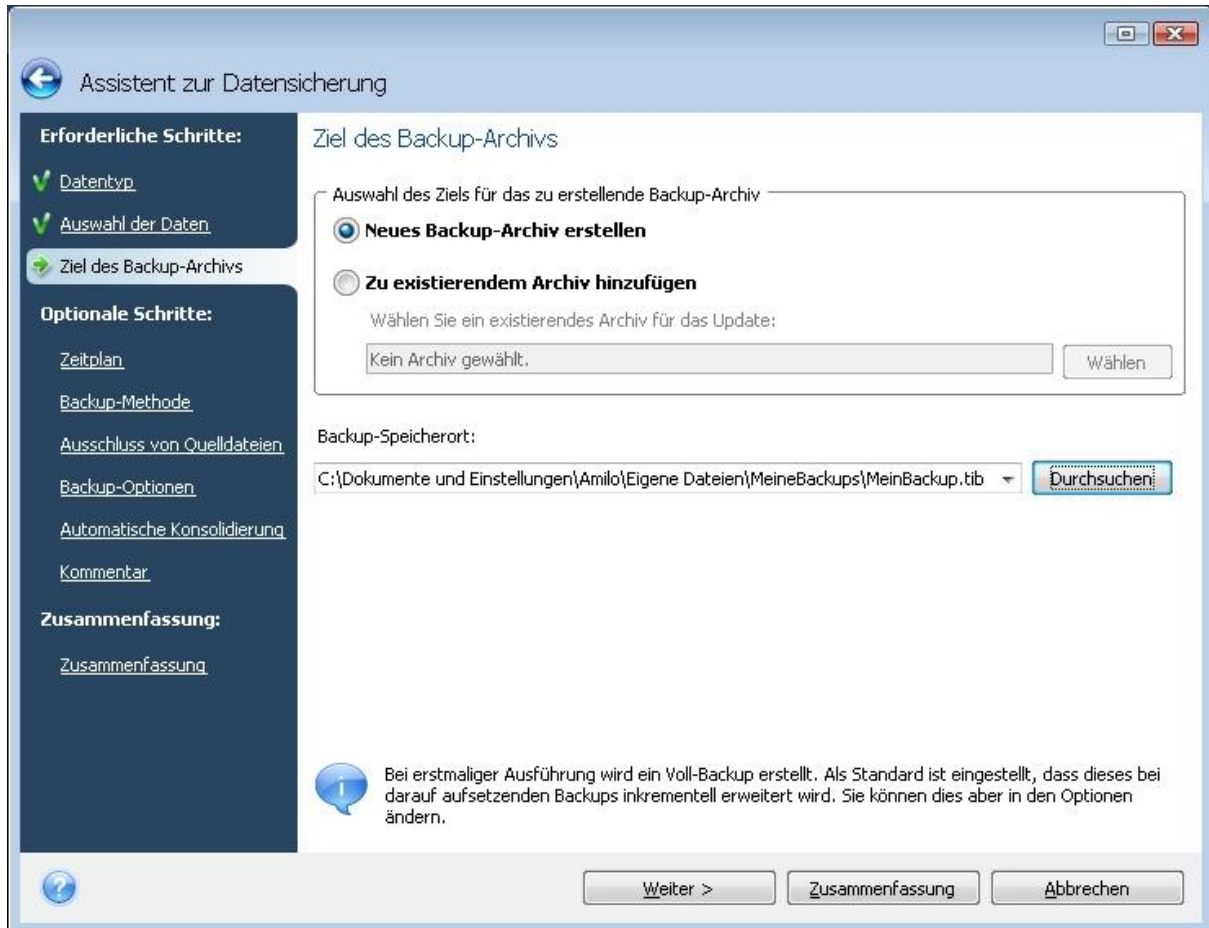 Assistent zur Datensicherung
Erforderliche Schritte:
Datentyp
Auswahl der Daten
Ziel des Backup-Archivs
Optionale Schritte:
Zeitplan
Backup-Methode
Ausschluss von Quelldateien
Backup-Optionen
Automatische Konsolidierung
Kommentar
Zusammenfassung:
Zusammenfassung
Ziel des Backup-Archivs
Auswahl des Ziels für das zu erstellende Backup-Archiv
Neues Backup-Archiv erstellen
Zu existierendem Archiv hinzufügen
Wählen Sie ein existierendes Archiv für das Update:
Kein Archiv gewählt.
Wählen
Backup-Speicherort:
C:\Dokumente und Einstellungen\Amilo\Eigene Dateien\MeineBackups\MeinBackup.tib
Durchsuchen
Bei erstmaliger Ausführung wird ein Voll-Backup erstellt. Als Standard ist eingestellt, dass dieses bei
darauf aufsetzenden Backups inkrementell erweitert wird. Sie können dies aber in den Optionen
ändern.
Weiter >
Zusammenfassung
Abbrechen